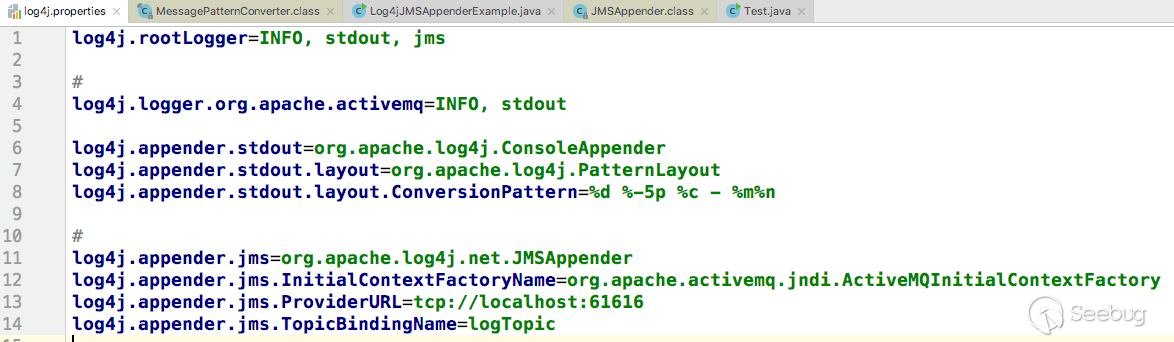 log4j.properties MessagePatternConverter.class Log4jJMSAppenderExample.java JMSAppender.class Test.java
1 log4j.rootLogger=INFO, stdout, jms
2
3 #
4 log4j.logger.org.apache.activemq=INFO, stdout
5
6 log4j.appender.stdout=org.apache.log4j.ConsoleAppender
7 log4j.appender.stdout.layout=org.apache.log4j.PatternLayout
8 log4j.appender.stdout.layout.ConversionPattern=%d %-5p %c - %m%n
9
10 #
11 log4j.appender.jms=org.apache.log4j.net.JMSAppender
12 log4j.appender.jms.InitialContextFactoryName=org.apache.activemq.jndi.ActiveMQInitialContextFactory
13 log4j.appender.jms.ProviderURL=tcp://localhost:61616
14 log4j.appender.jms.TopicBindingName=logTopic
15
Seebug